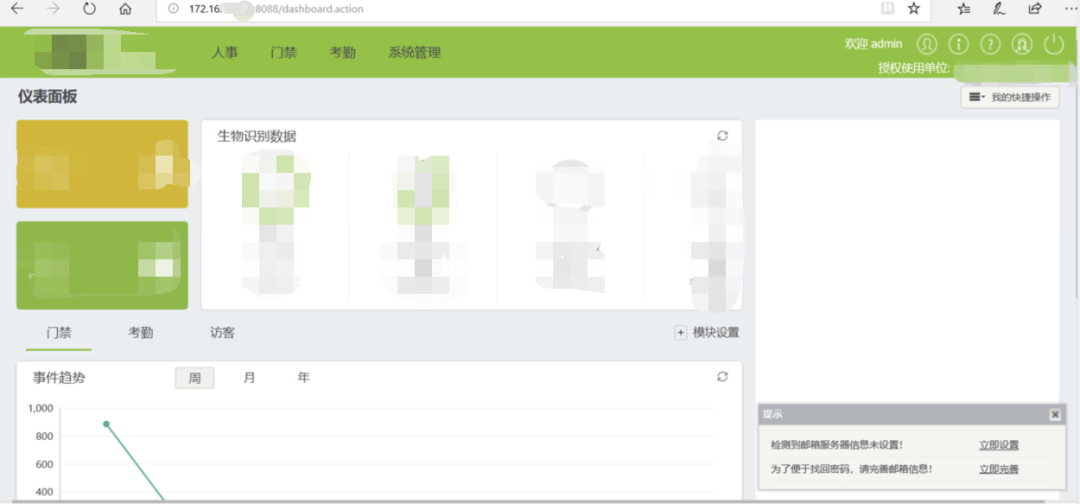 172.16. :8088/dashboard.action
人事 门禁 考勤 系统管理
欢迎 admin
授权使用单位:
仪表面板
我的快捷操作
生物识别数据
门禁 考勤 访客
+ 模块设置
事件趋势 周 月 年
1,000
800
600
400
提示
检测到邮箱服务器信息未设置! 立即设置
为了便于找回密码，请完善邮箱信息! 立即完善